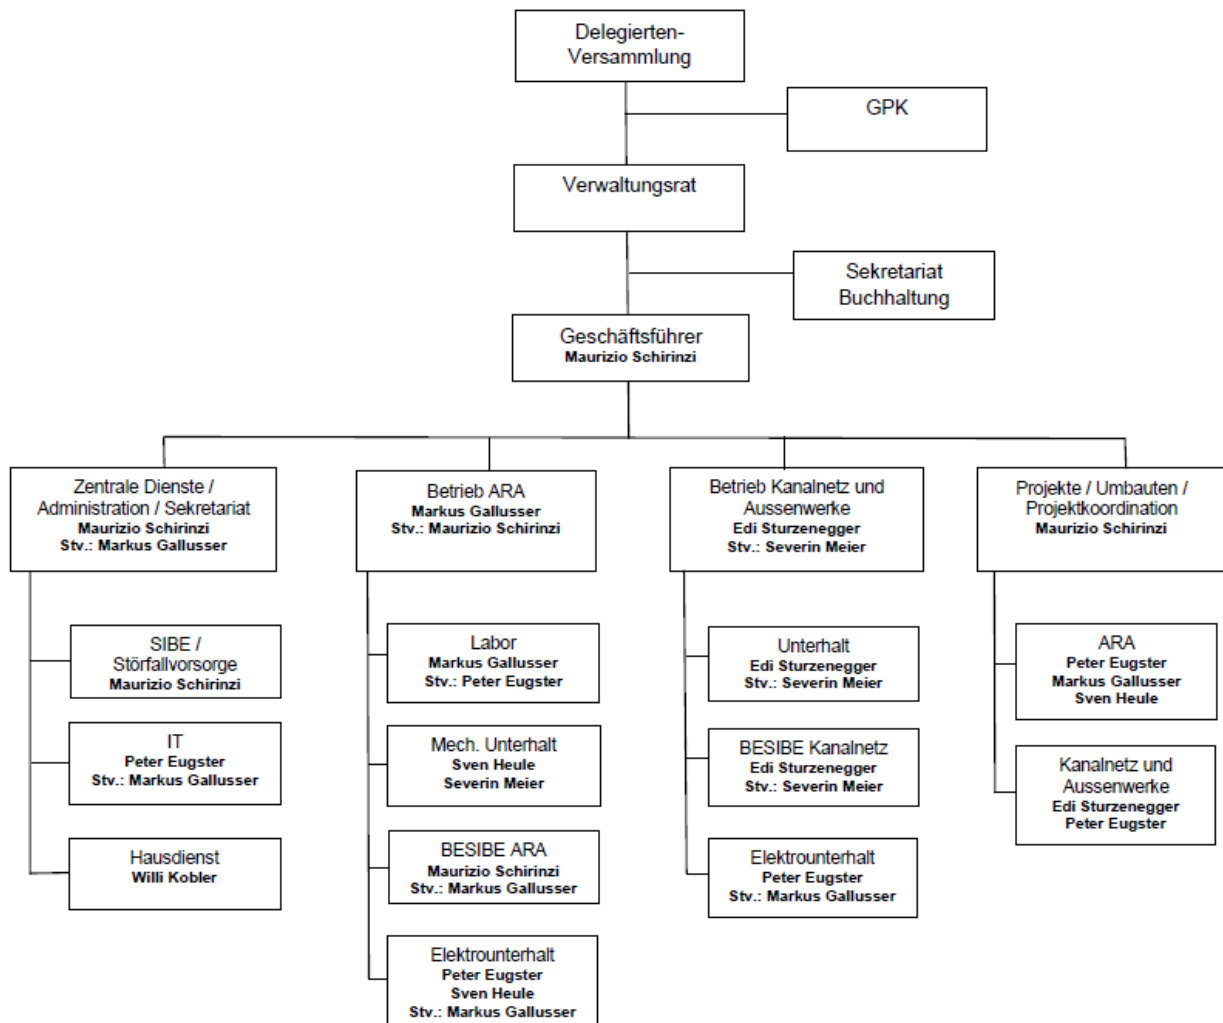 Delegierten-
Versammlung
GPK
Verwaltungsrat
Sekretariat
Buchhaltung
Geschäftsführer
Maurizio Schirinzi
Zentrale Dienste /
Administration / Sekretariat
Maurizio Schirinzi
Stv.: Markus Gallusser
SIBE /
Störfallvorsorge
Maurizio Schirinzi
IT
Peter Eugster
Stv.: Markus Gallusser
Hausdienst
Willi Kobler
Betrieb ARA
Markus Gallusser
Stv.: Maurizio Schirinzi
Labor
Markus Gallusser
Stv.: Peter Eugster
Mech. Unterhalt
Sven Heule
Severin Meier
BESIBE ARA
Maurizio Schirinzi
Stv.: Markus Gallusser
Elektrounterhalt
Peter Eugster
Sven Heule
Stv.: Markus Gallusser
Betrieb Kanalnetz und
Aussenwerke
Edi Sturzenegger
Stv.: Severin Meier
Unterhalt
Edi Sturzenegger
Stv.: Severin Meier
BESIBE Kanalnetz
Edi Sturzenegger
Stv.: Severin Meier
Elektrounterhalt
Peter Eugster
Stv.: Markus Gallusser
Projekte / Umbauten /
Projektkoordination
Maurizio Schirinzi
ARA
Peter Eugster
Markus Gallusser
Sven Heule
Kanalnetz und
Aussenwerke
Edi Sturzenegger
Peter Eugster